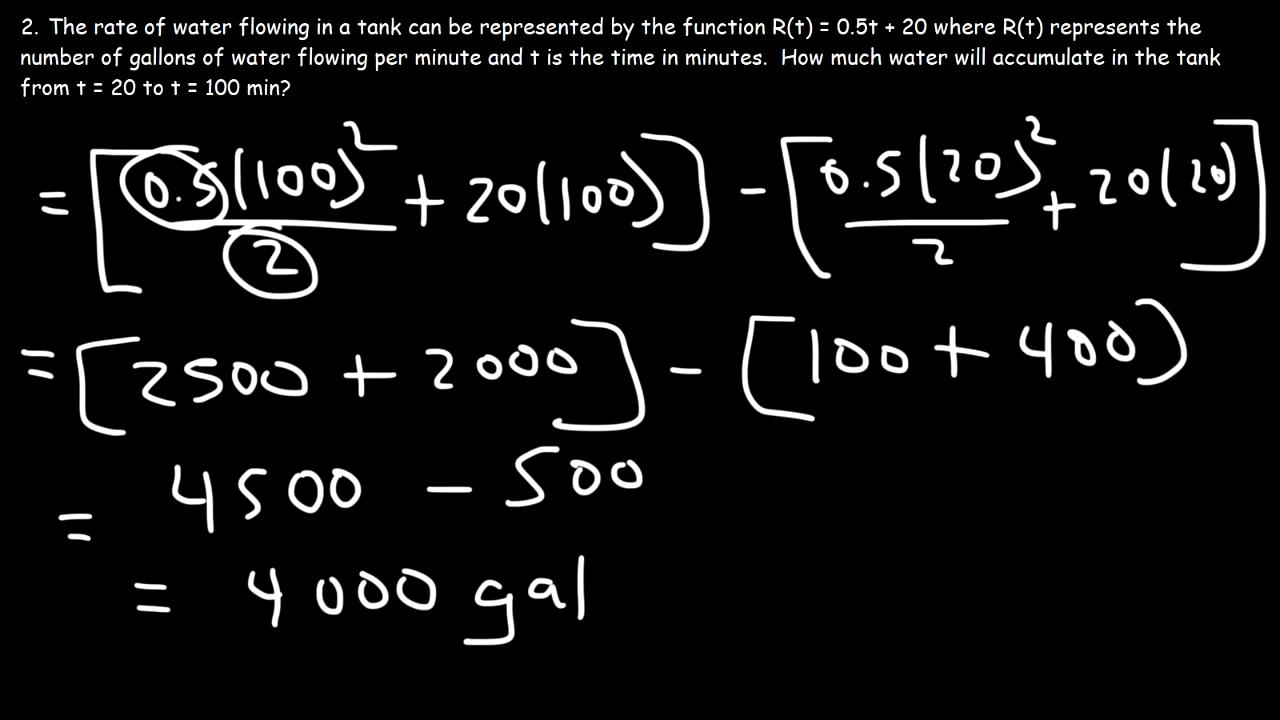 2. The rate of water flowing in a tank can be represented by the function R(t) = 0.5t + 20 where R(t) represents the
number of gallons of water flowing per minute and t is the time in minutes. How much water will accumulate in the tank
from t = 20 to t = 100 min?
= [0.5(100)²/2 + 20(100)] - [0.5(20)²/2 + 20(20)]
= [2500 + 2000] - [100 + 400)
= 4500 - 500
= 4000 gal